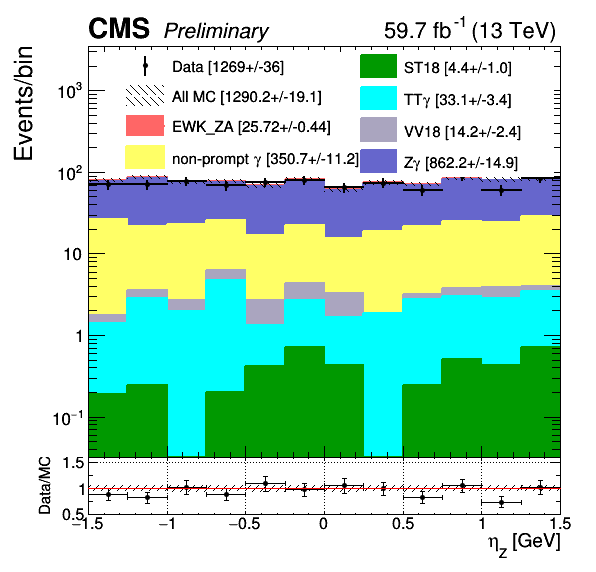 CMS Preliminary 59.7 fb⁻¹ (13 TeV)
Events/bin
Data [1269+/-36]
All MC [1290.2+/-19.1]
EWK_ZA [25.72+/-0.44]
non-prompt γ [350.7+/-11.2]
ST18 [4.4+/-1.0]
TTγ [33.1+/-3.4]
VV18 [14.2+/-2.4]
Zγ [862.2+/-14.9]
10³
10²
10
1
10⁻¹
Data/MC
1.5
1
0.5
−1.5 −1 −0.5 0 0.5 1 1.5
η_Z [GeV]